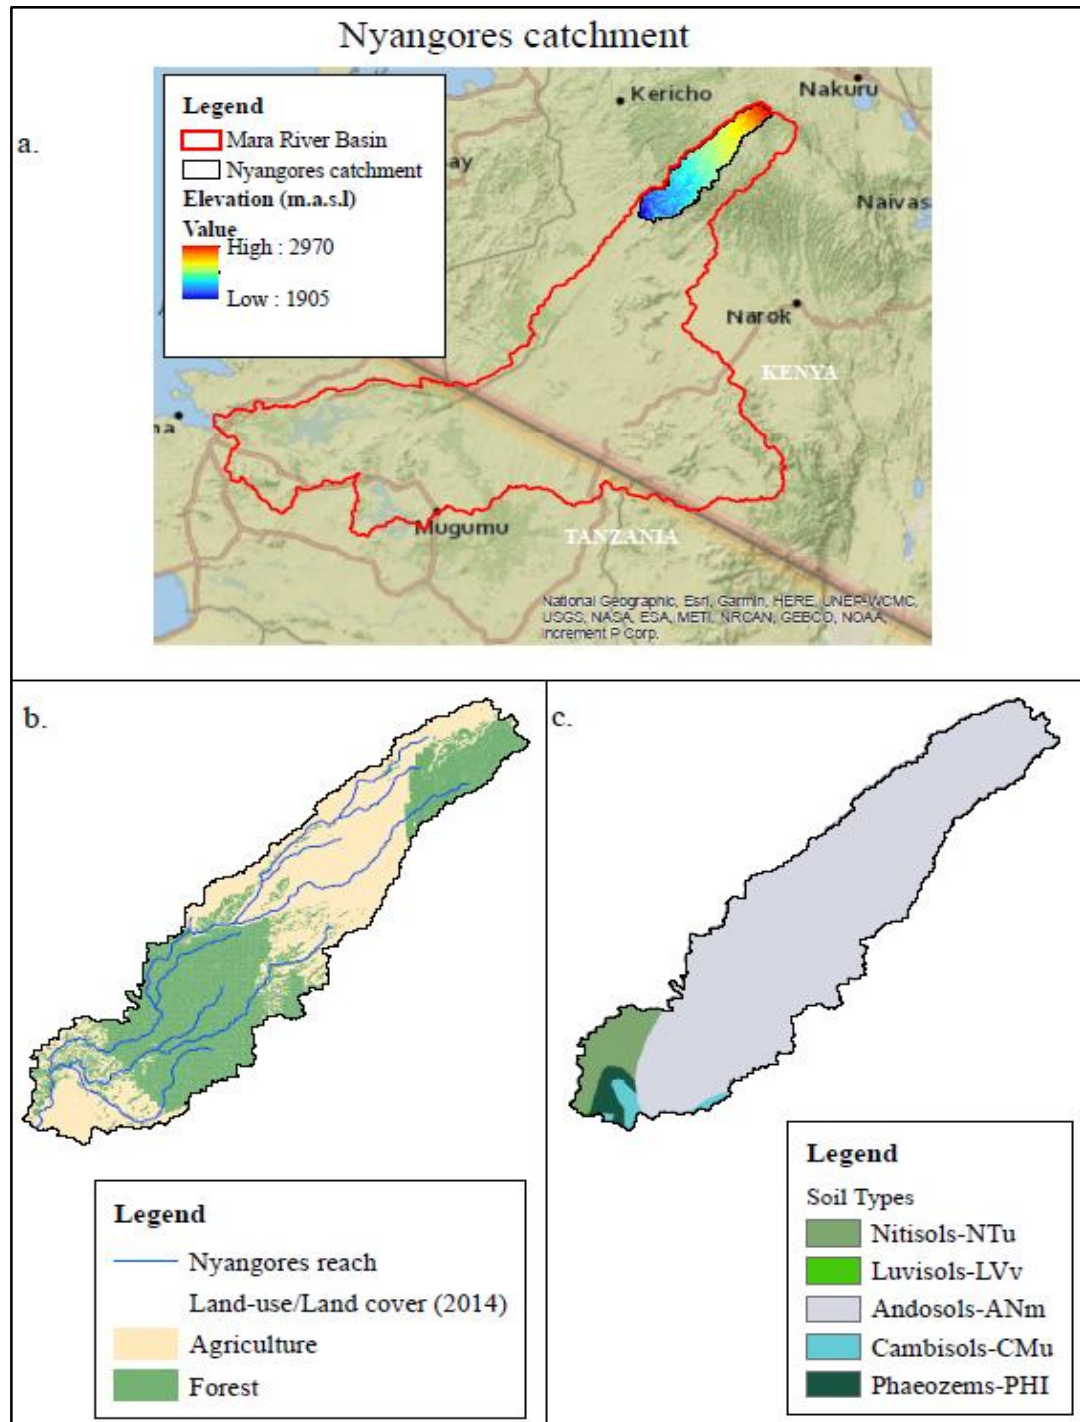 Nyangores catchment
a.
Legend
Mara River Basin
Nyangores catchment
Elevation (m.a.s.l)
Value
High : 2970
Low : 1905
Kericho
Nakuru
ay
Naivas
Narok
KENYA
na
Mugumu
TANZANIA
National Geographic, Esri, Garmin, HERE, UNEP-WCMC,
USGS, NASA, ESA, METI, NRCAN, GEBCO, NOAA,
Increment P Corp.
b.
Legend
Nyangores reach
Land-use/Land cover (2014)
Agriculture
Forest
c.
Legend
Soil Types
Nitisols-NTu
Luvisols-LVv
Andosols-ANm
Cambisols-CMu
Phaeozems-PHI